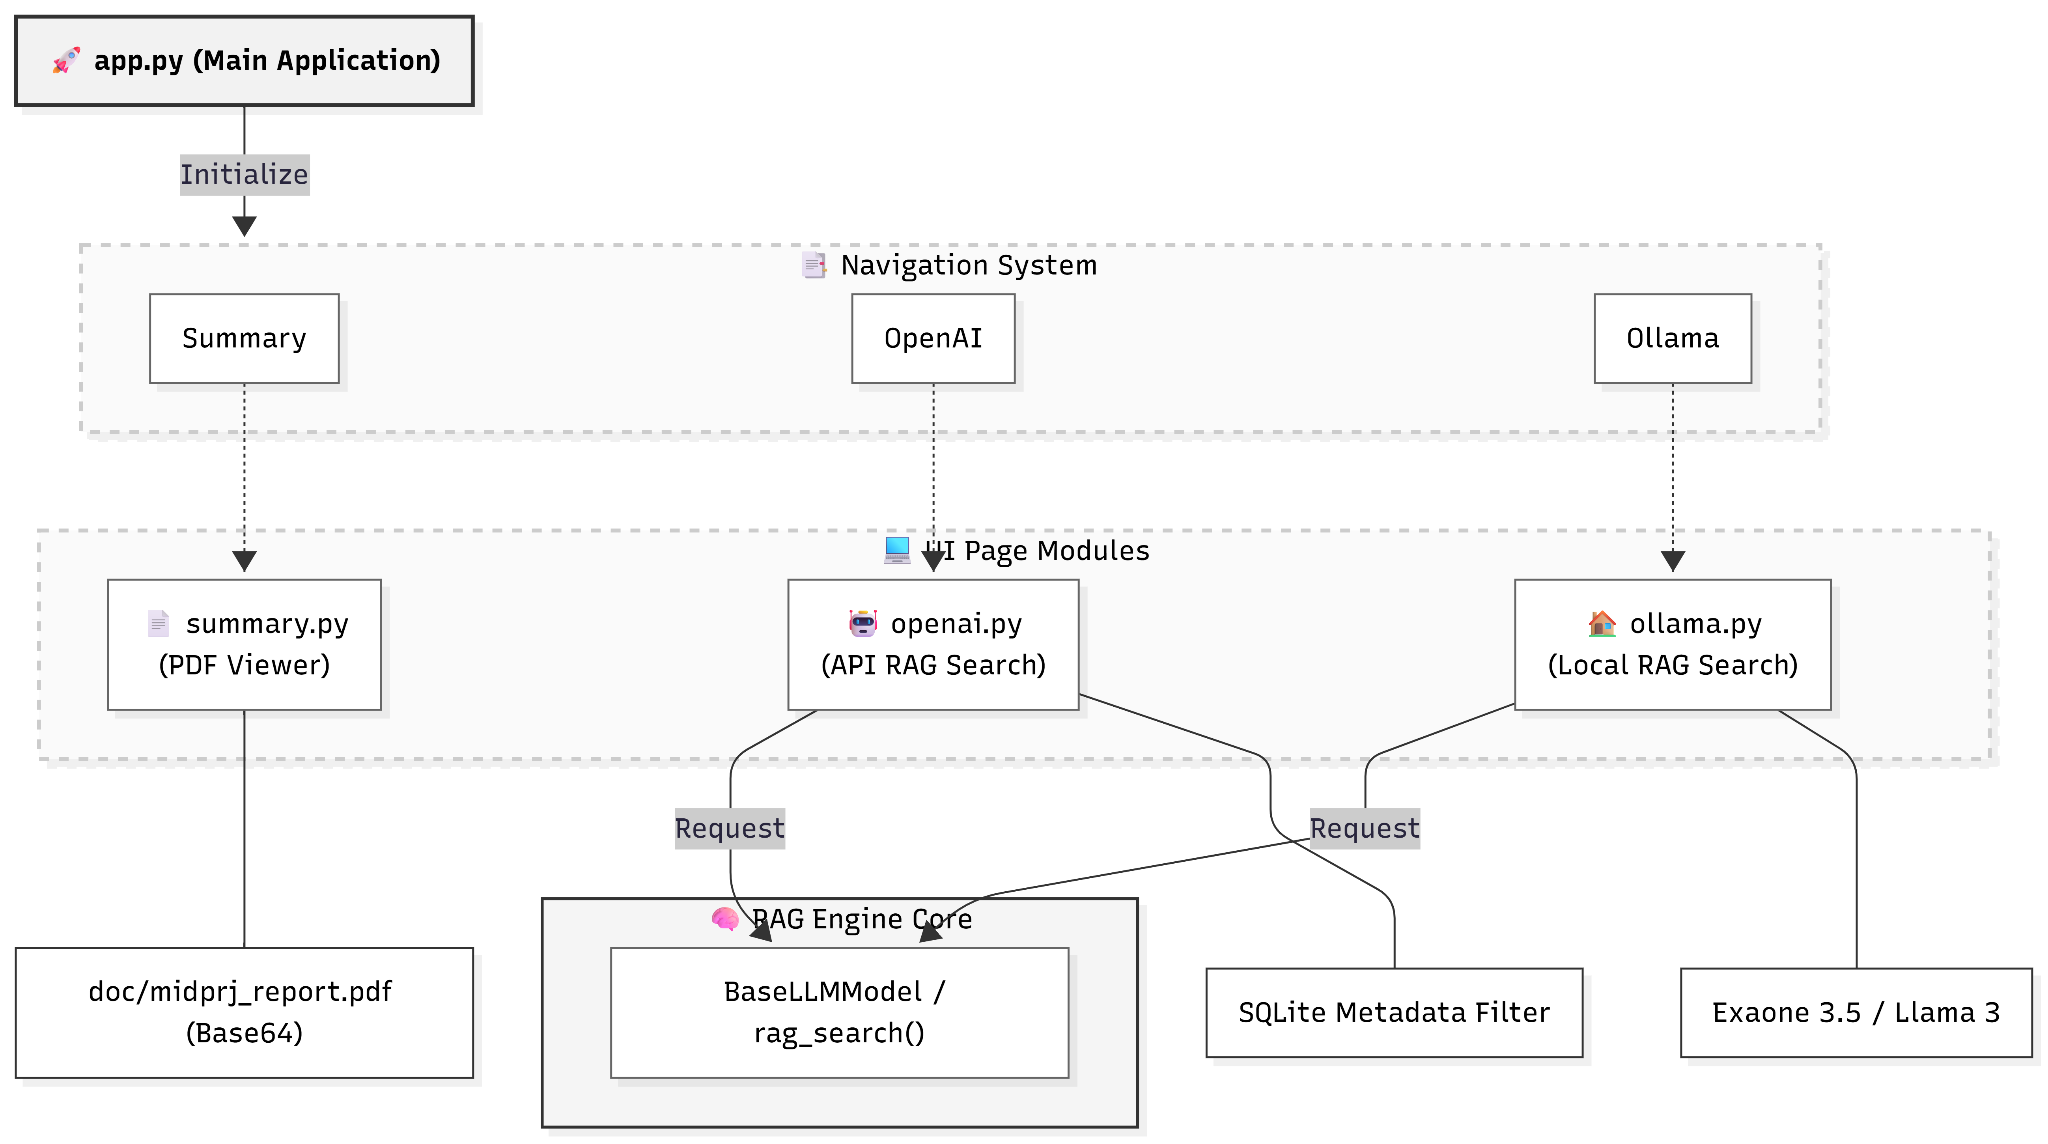 🚀 app.py (Main Application)
Initialize
📑 Navigation System
Summary
OpenAI
Ollama
💻 UI Page Modules
📄 summary.py
(PDF Viewer)
🤖 openai.py
(API RAG Search)
🏠 ollama.py
(Local RAG Search)
Request
Request
🧠 RAG Engine Core
doc/midprj_report.pdf
(Base64)
BaseLLMModel /
rag_search()
SQLite Metadata Filter
Exaone 3.5 / Llama 3